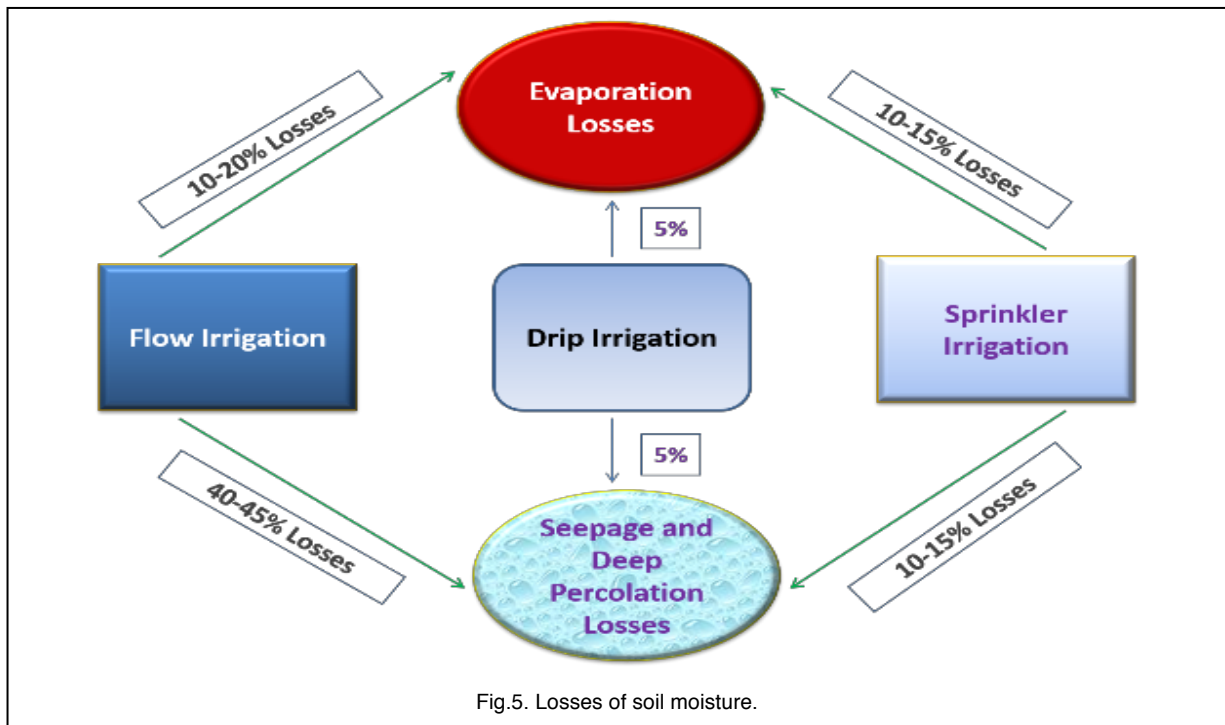 Evaporation
Losses
10-20% Losses
10-15% Losses
5%
Flow Irrigation
Drip Irrigation
Sprinkler
Irrigation
5%
40-45% Losses
10-15% Losses
Seepage and
Deep
Percolation
Losses
Fig.5. Losses of soil moisture.